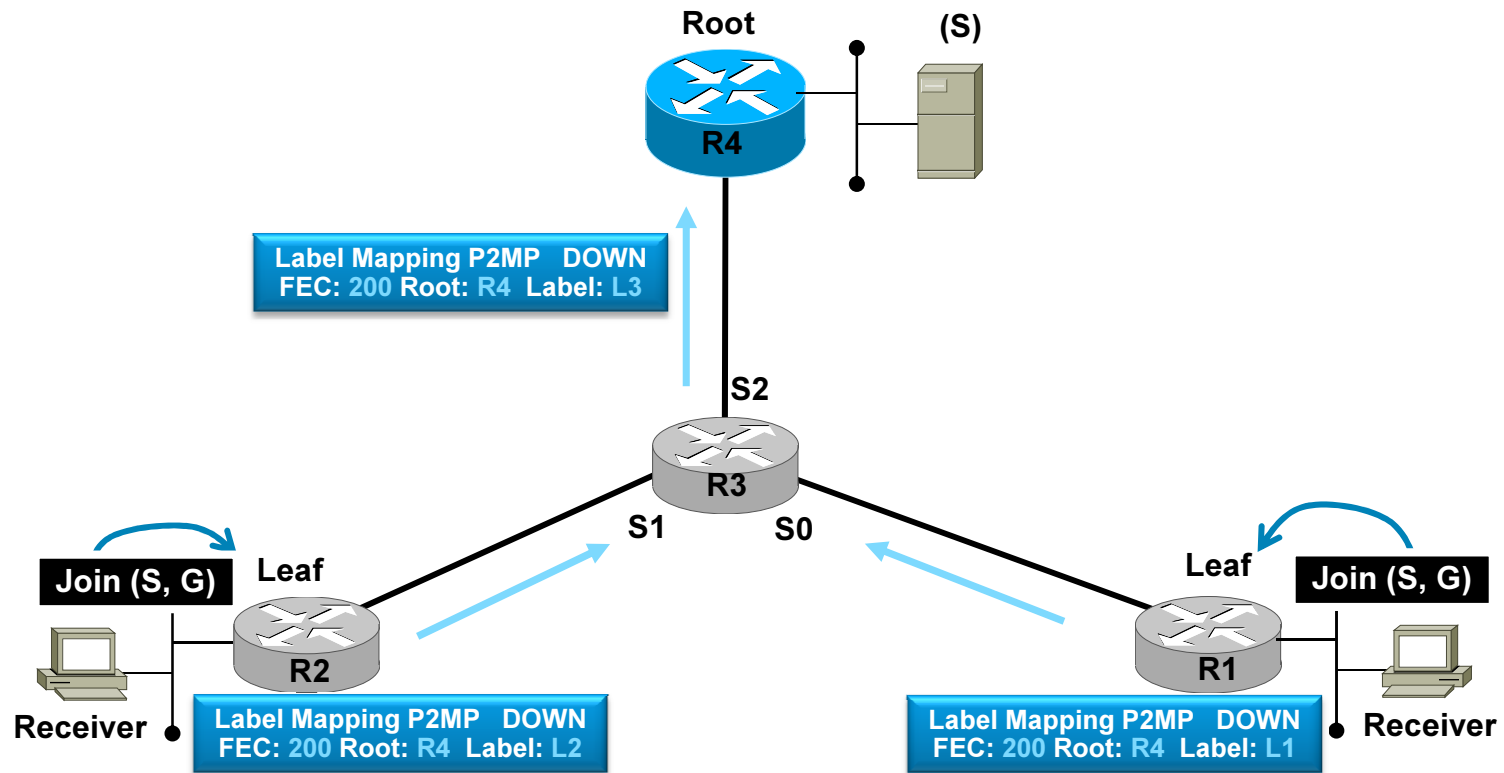 Root
(S)
R4
Label Mapping P2MP DOWN
FEC: 200 Root: R4 Label: L3
S2
R3
S1
S0
Join (S, G)
Leaf
R2
Receiver
Label Mapping P2MP DOWN
FEC: 200 Root: R4 Label: L2
Leaf
Join (S, G)
R1
Receiver
Label Mapping P2MP DOWN
FEC: 200 Root: R4 Label: L1